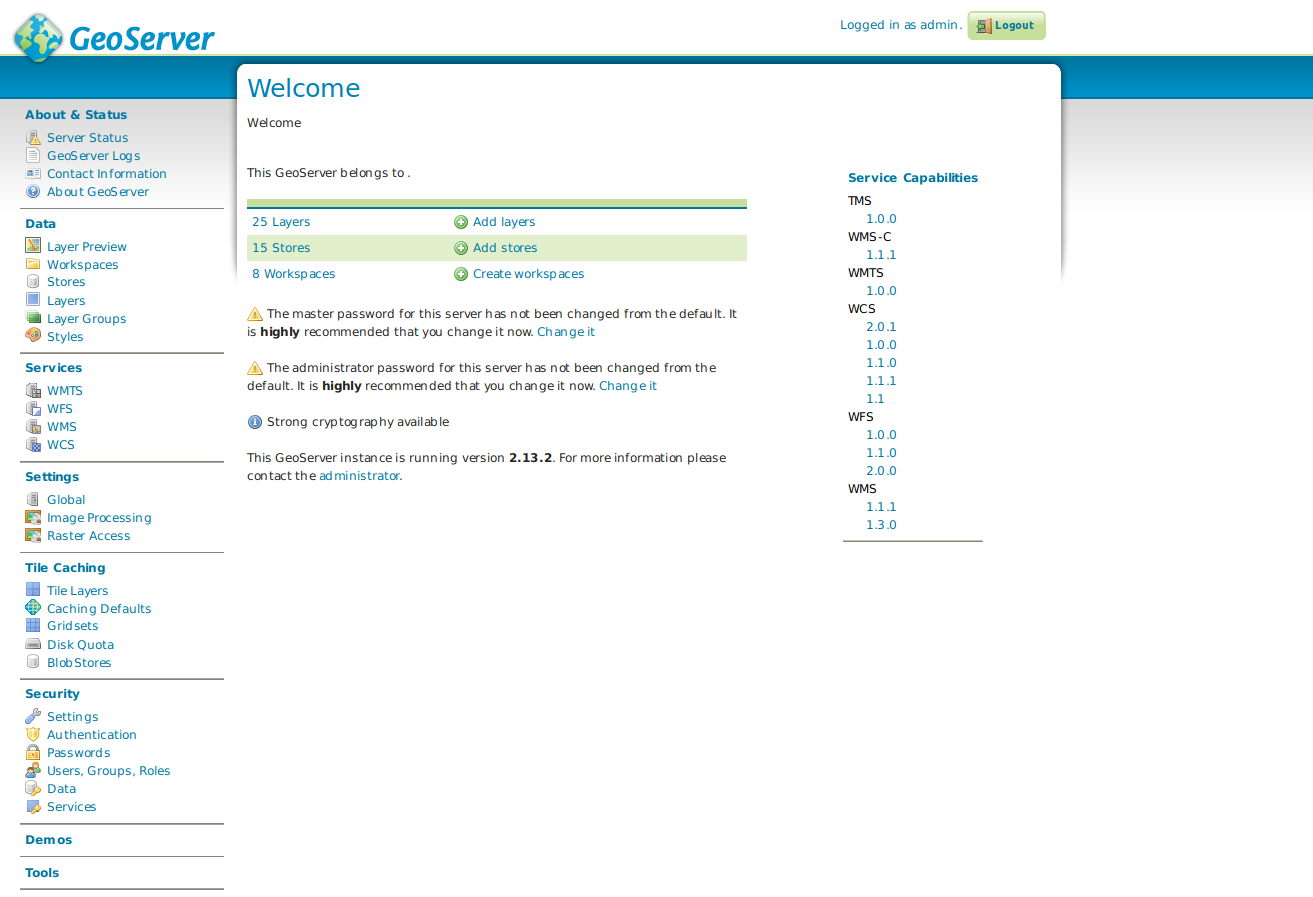 GeoServer
Logged in as admin.
Logout
About & Status
Server Status
GeoServer Logs
Contact Information
About GeoServer
Data
Layer Preview
Workspaces
Stores
Layers
Layer Groups
Styles
Services
WMTS
WFS
WMS
WCS
Settings
Global
Image Processing
Raster Access
Tile Caching
Tile Layers
Caching Defaults
Gridsets
Disk Quota
BlobStores
Security
Settings
Authentication
Passwords
Users, Groups, Roles
Data
Services
Demos
Tools
Welcome
Welcome
This GeoServer belongs to .
25 Layers Add layers
15 Stores Add stores
8 Workspaces Create workspaces
The master password for this server has not been changed from the default. It
is highly recommended that you change it now. Change it
The administrator password for this server has not been changed from the
default. It is highly recommended that you change it now. Change it
Strong cryptography available
This GeoServer instance is running version 2.13.2. For more information please
contact the administrator.
Service Capabilities
TMS
1.0.0
WMS-C
1.1.1
WMTS
1.0.0
WCS
2.0.1
1.0.0
1.1.0
1.1.1
1.1
WFS
1.0.0
1.1.0
2.0.0
WMS
1.1.1
1.3.0